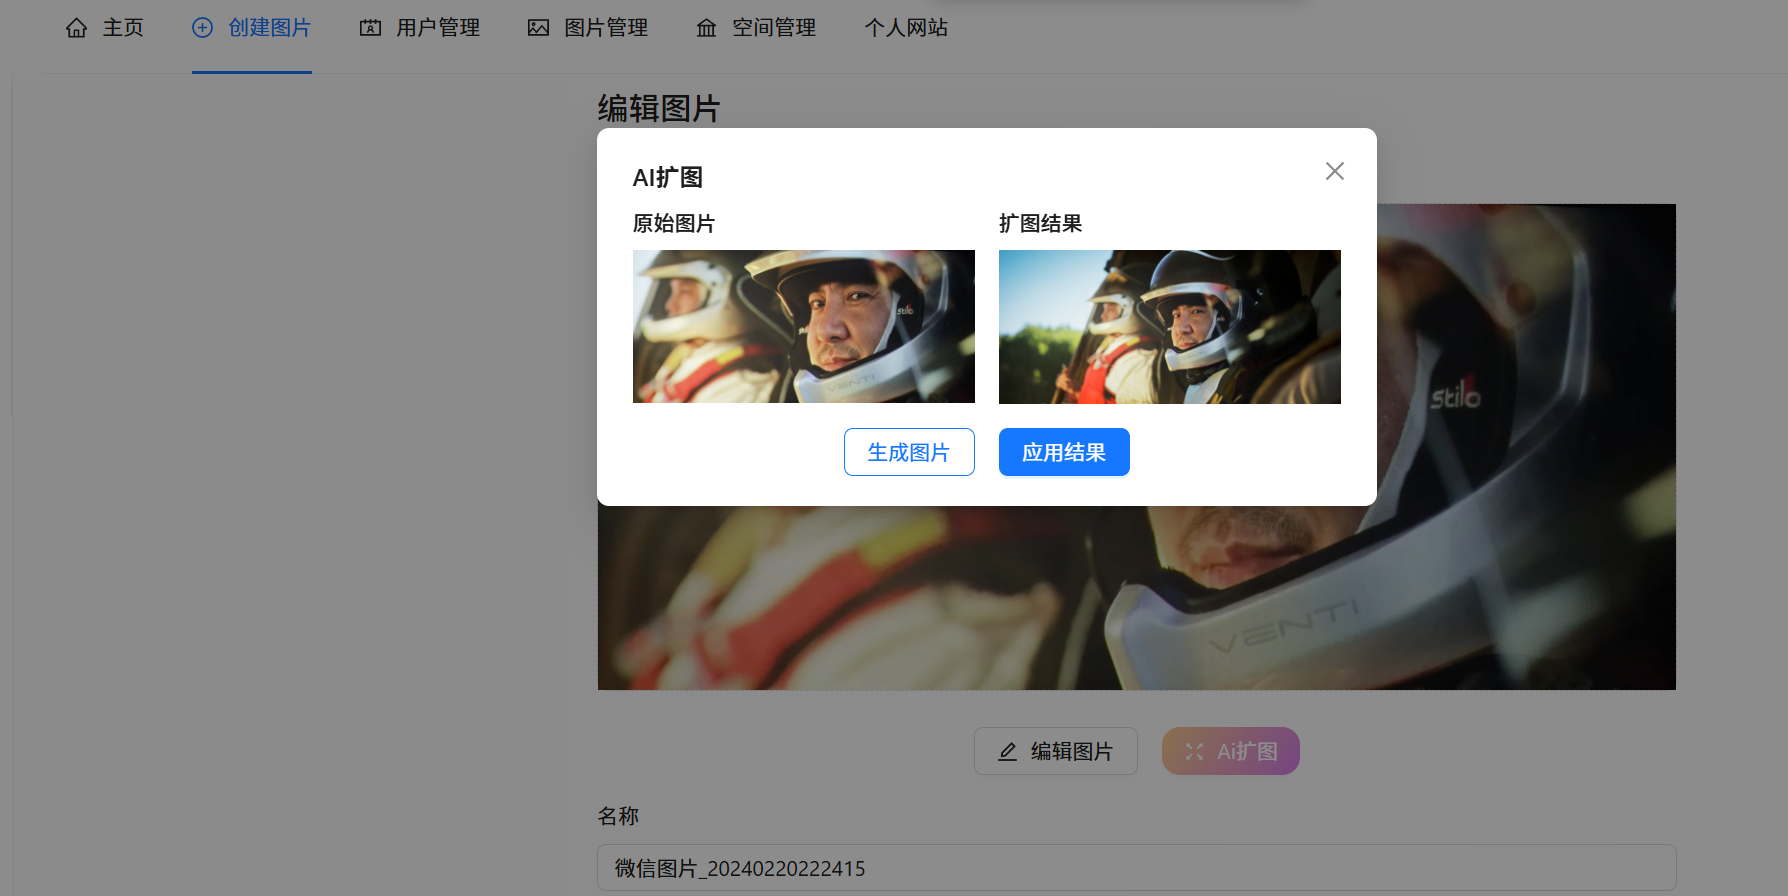 主页 创建图片 用户管理 图片管理 空间管理 个人网站
编辑图片
AI扩图
原始图片 扩图结果
stilo
VENTI
生成图片 应用结果
stilo
VENTI
编辑图片 Ai扩图
名称
微信图片_20240220222415